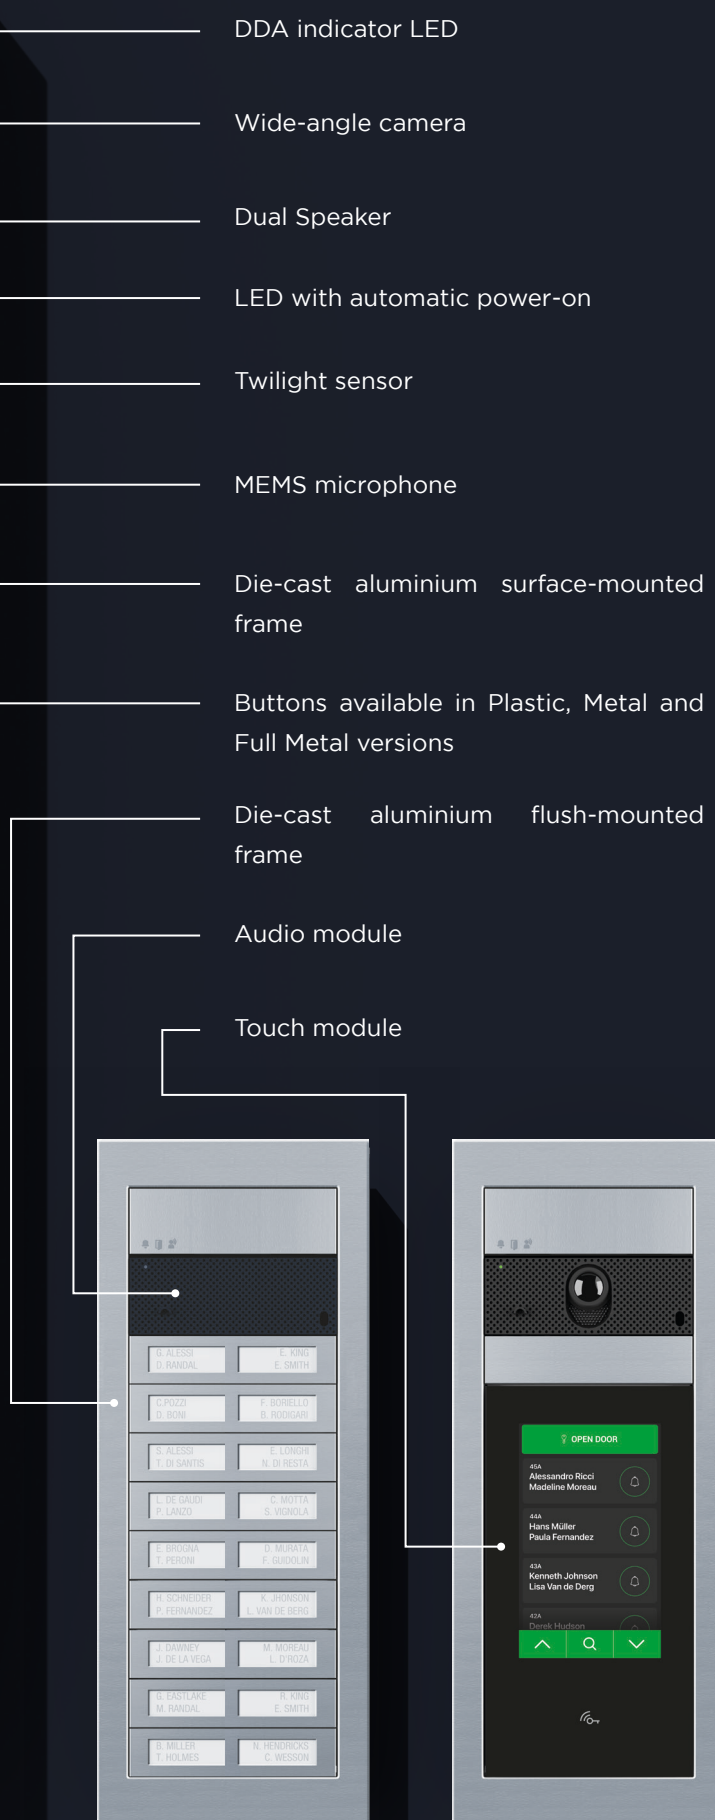 DDA indicator LED
Wide-angle camera
Dual Speaker
LED with automatic power-on
Twilight sensor
MEMS microphone
Die-cast aluminium surface-mounted
frame
Buttons available in Plastic, Metal and
Full Metal versions
Die-cast aluminium flush-mounted
frame
Audio module
Touch module
G. ALESSI
D. RANDAL
E. KING
E. SMITH
C.POZZI
D. BONI
F. BORIELLO
B. RODIGARI
S. ALESSI
T. DI SANTIS
E. LONGHI
N. DI RESTA
L. DE GAUDI
P. LANZO
C. MOTTA
S. VIGNOLA
E. BROGNA
T. PERONI
D. MURATA
F. GUIDOLIN
H. SCHNEIDER
P. FERNANDEZ
K. JHONSON
L. VAN DE BERG
J. DAWNEY
J. DE LA VEGA
M. MOREAU
L. D'ROZA
G. EASTLAKE
M. RANDAL
R. KING
E. SMITH
B. MILLER
T. HOLMES
N. HENDRICKS
C. WESSON
OPEN DOOR
45A
Alessandro Ricci
Madeline Moreau
44A
Hans Müller
Paula Fernandez
43A
Kenneth Johnson
Lisa Van de Derg
42A
Derek Hudson